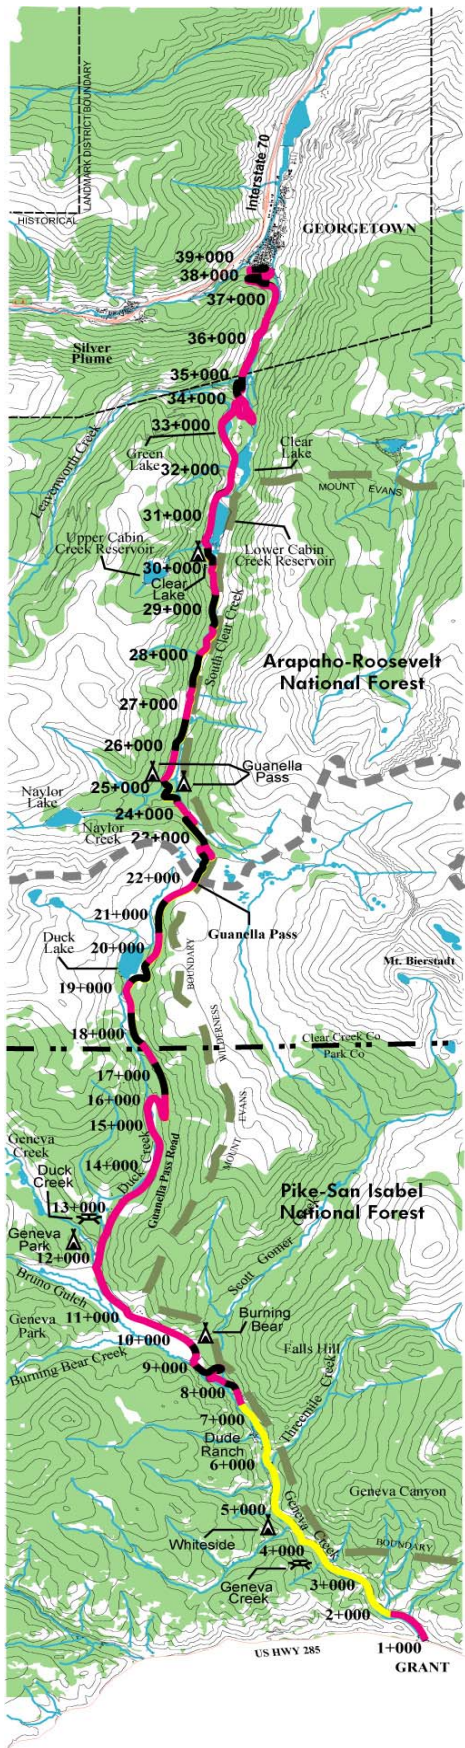 LANDMARK DISTRICT BOUNDARY
HISTORICAL
Interstate 70
GEORGETOWN
39+000
38+000
37+000
36+000
Silver
Plume
35+000
34+000
33+000
Leavenworth Creek
Green
Lake
Clear
Lake
32+000
MOUNT EVANS
31+000
Upper Cabin
Creek Reservoir
Lower Cabin
Creek Reservoir
30+000
Clear
Lake
29+000
South Clear Creek
28+000
Arapaho-Roosevelt
National Forest
27+000
26+000
Guanella
Pass
25+000
Naylor
Lake
24+000
Naylor
Creek
23+000
22+000
21+000
Guanella Pass
Duck
Lake
20+000
BOUNDARY
Mt. Bierstadt
19+000
WILDERNESS
18+000
Clear Creek Co
Park Co
17+000
16+000
EVANS
15+000
MOUNT
Geneva
Creek
14+000
Duck Creek
Guanella Pass Road
Duck
Creek
13+000
Pike-San Isabel
National Forest
Geneva
Park
12+000
Scott Gomer Creek
Bruno Gulch
11+000
Burning
Bear
Geneva
Park
10+000
Burning Bear Creek
9+000
Falls Hill
8+000
Threemile Creek
7+000
Dude
Ranch
6+000
Geneva Canyon
5+000
Geneva Creek
Whiteside
4+000
BOUNDARY
Geneva
Creek
3+000
2+000
US HWY 285
1+000
GRANT